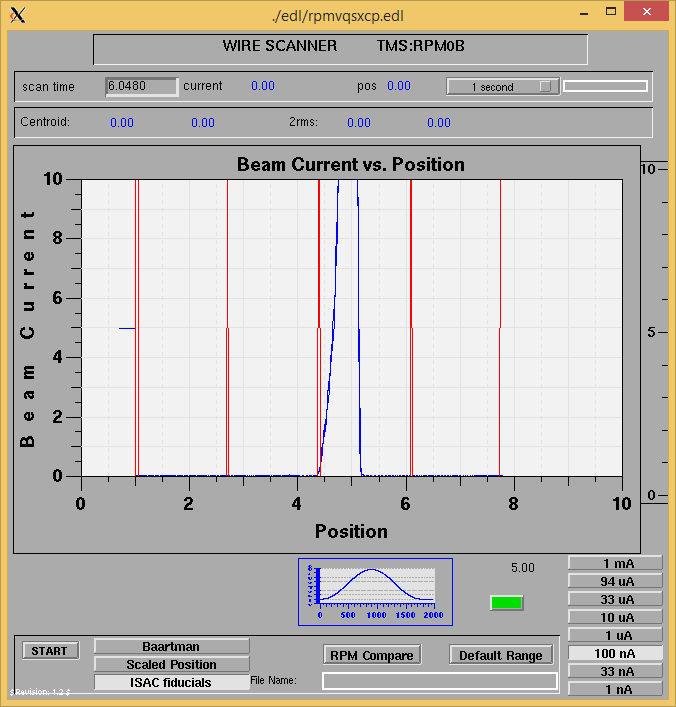 ./edl/rpmvqsxcp.edl
WIRE SCANNER TMS:RPM0B
scan time 6.0480 current 0.00 pos 0.00 1 second
Centroid: 0.00 0.00 2rms: 0.00 0.00
Beam Current vs. Position
Beam Current
10
8
6
4
2
0
0 2 4 6 8 10
Position
10
5
0
0 500 1000 1500 2000
5.00
1 mA
94 uA
33 uA
10 uA
1 uA
100 nA
33 nA
1 nA
START
Baartman
Scaled Position
ISAC fiducials
RPM Compare
Default Range
File Name:
$Revision: 1.2 $